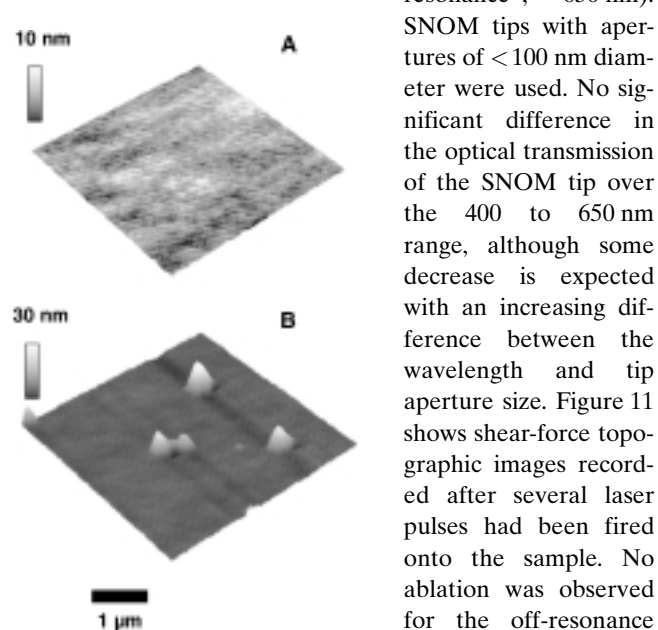 10 nm
A
30 nm
B
1 µm
SNOM tips with aper-
tures of <100 nm diam-
eter were used. No sig-
nificant difference in
the optical transmission
of the SNOM tip over
the 400 to 650 nm
range, although some
decrease is expected
with an increasing dif-
ference between the
wavelength and tip
aperture size. Figure 11
shows shear-force topo-
graphic images record-
ed after several laser
pulses had been fired
onto the sample. No
ablation was observed
for the off-resonance